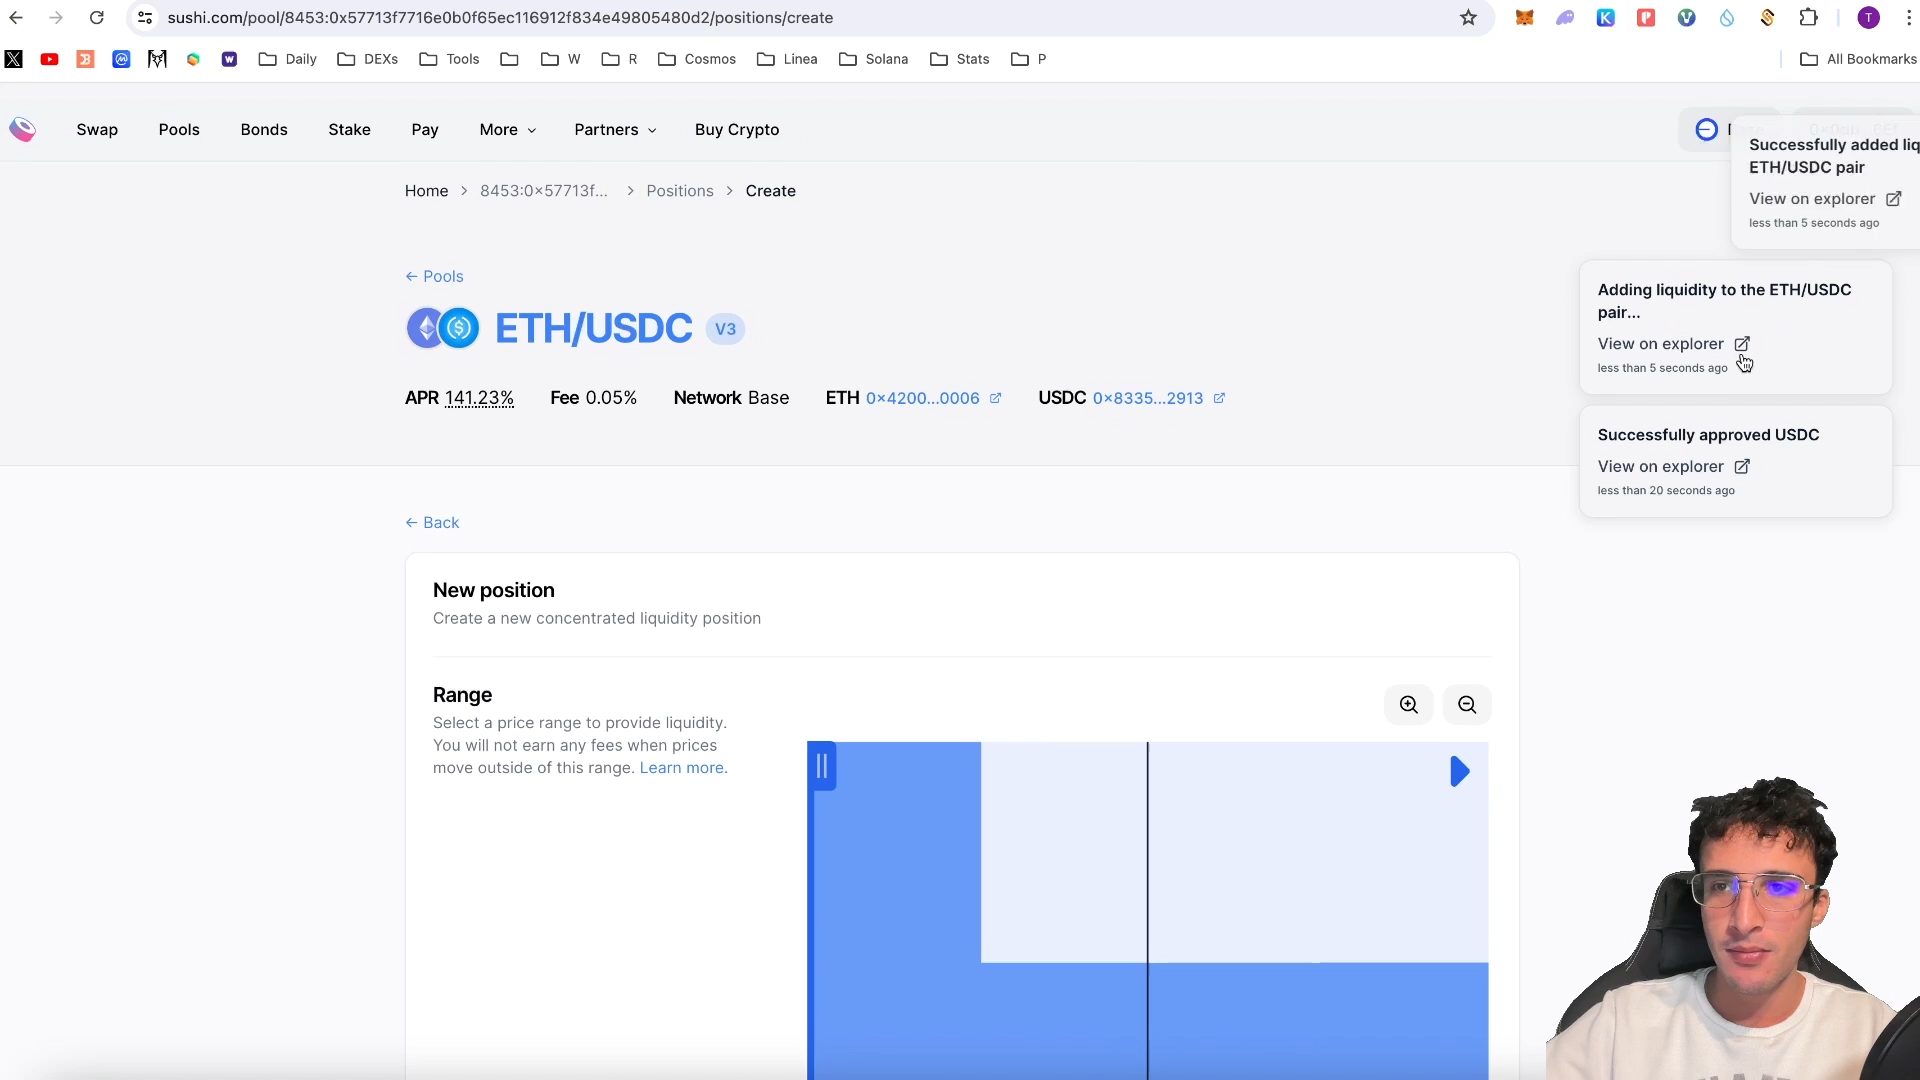 sushi.com/pool/8453:0x57713f7716e0b0f65ec116912f834e49805480d2/positions/create
Daily DEXs Tools W R Cosmos Linea Solana Stats P All Bookmarks
Swap Pools Bonds Stake Pay More Partners Buy Crypto
Successfully added liq
ETH/USDC pair
View on explorer
less than 5 seconds ago
Home > 8453:0x57713f... > Positions > Create
← Pools
Adding liquidity to the ETH/USDC
pair...
View on explorer
less than 5 seconds ago
ETH/USDC V3
APR 141.23% Fee 0.05% Network Base ETH 0x4200...0006 USDC 0x8335...2913
Successfully approved USDC
View on explorer
less than 20 seconds ago
← Back
New position
Create a new concentrated liquidity position
Range
Select a price range to provide liquidity.
You will not earn any fees when prices
move outside of this range. Learn more.